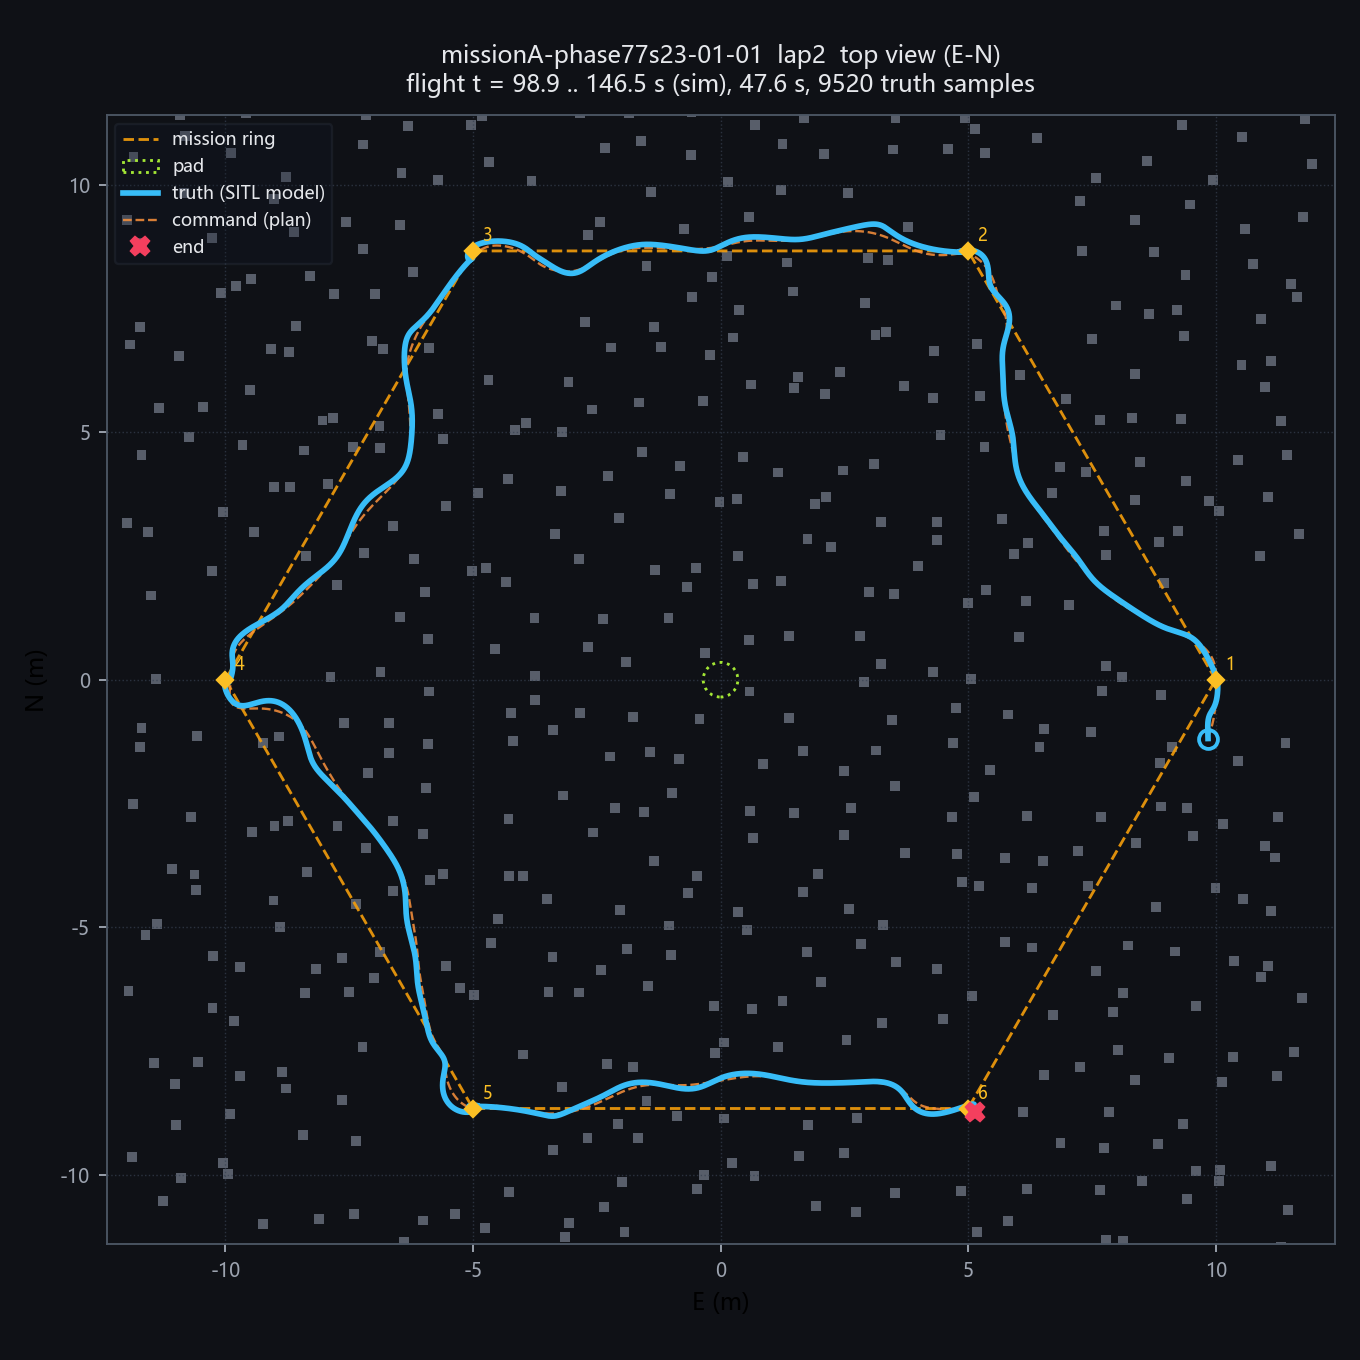 missionA-phase77s23-01-01  lap2  top view (E-N)
flight t = 98.9 .. 146.5 s (sim), 47.6 s, 9520 truth samples
mission ring
pad
truth (SITL model)
command (plan)
end
3
2
4
1
5
6
10
5
0
-5
-10
N (m)
-10
-5
0
5
10
E (m)